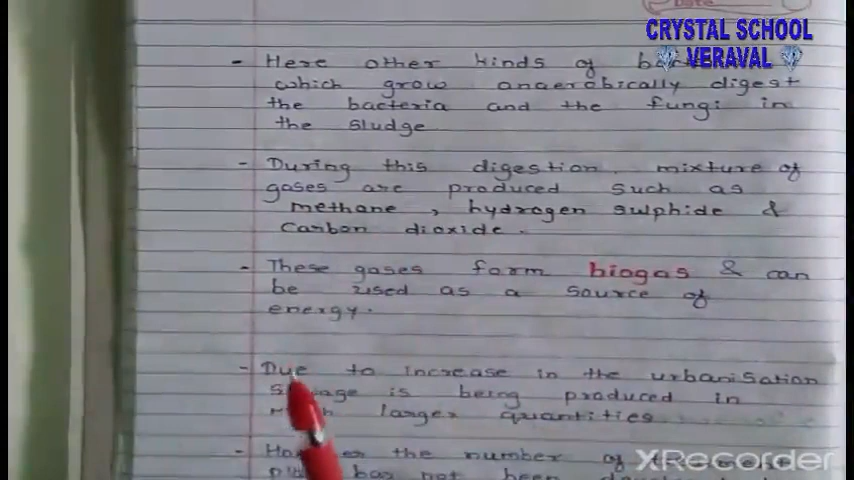 Date
CRYSTAL SCHOOL
VERAVAL
- Here other kinds of
which grow anaerobically digest
the bacteria and the fungi in
the sludge
- During this digestion mixture of
gases are produced such as
methane, hydrogen sulphide &
carbon dioxide.
- These gases form biogas & can
be used as a source of
energy.
- Due to increase in the urbanisation
is being produced in
larger quantities
- the number of
has not been
XRecorder